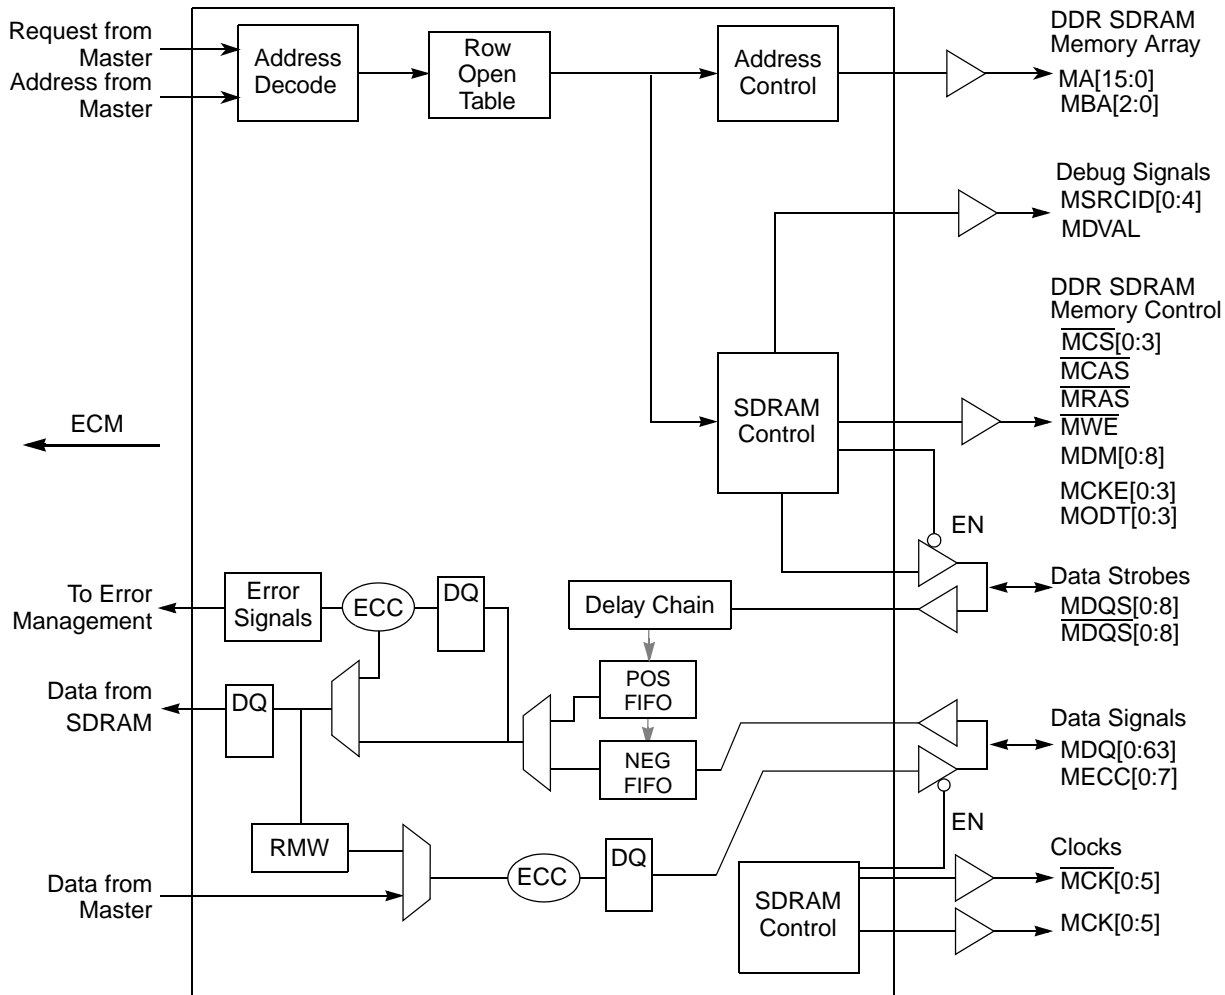 Request from
Master
Address from
Master
Address
Decode
Row
Open
Table
Address
Control
DDR SDRAM
Memory Array
MA[15:0]
MBA[2:0]
Debug Signals
MSRCID[0:4]
MDVAL
DDR SDRAM
Memory Control
MCS[0:3]
MCAS
MRAS
MWE
MDM[0:8]
MCKE[0:3]
MODT[0:3]
SDRAM
Control
ECM
EN
To Error
Management
Error
Signals
ECC
DQ
Delay Chain
Data Strobes
MDQS[0:8]
MDQS[0:8]
Data from
SDRAM
DQ
POS
FIFO
NEG
FIFO
Data Signals
MDQ[0:63]
MECC[0:7]
EN
RMW
ECC
DQ
Data from
Master
SDRAM
Control
Clocks
MCK[0:5]
MCK[0:5]